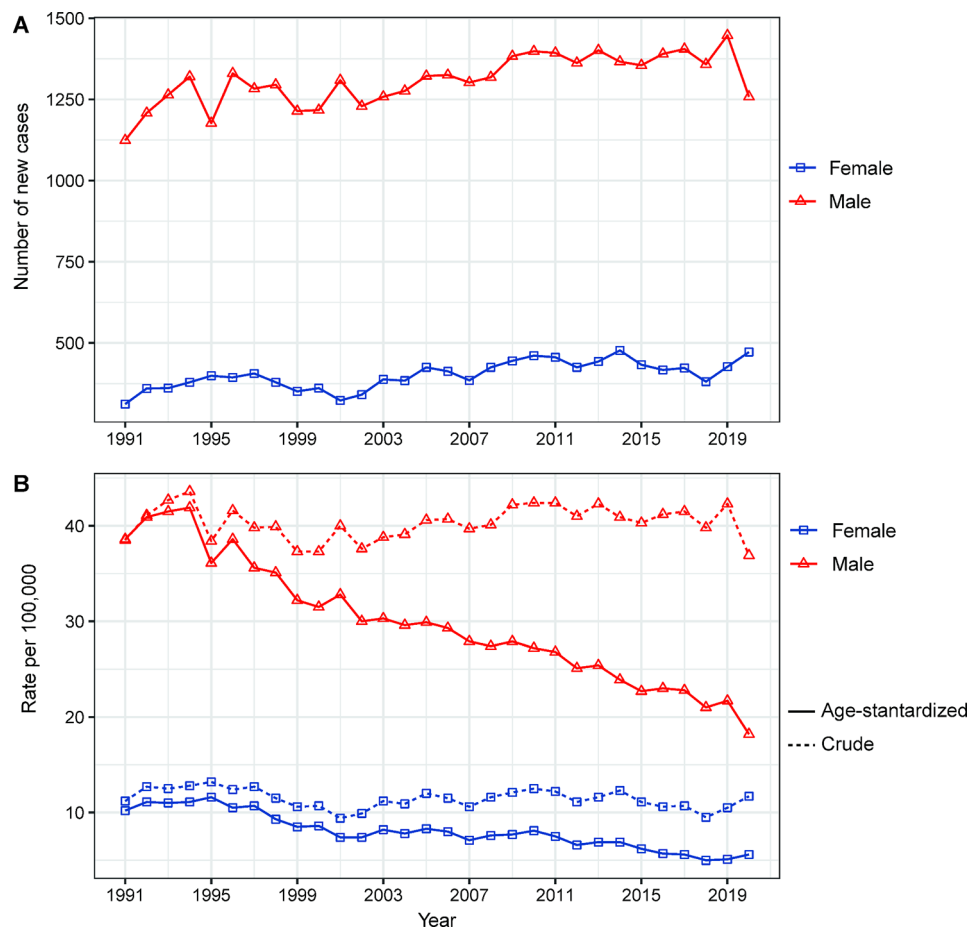 A
1500
1250
1000
750
500
Number of new cases
1991 1995 1999 2003 2007 2011 2015 2019
Female
Male
B
40
30
20
10
Rate per 100,000
1991 1995 1999 2003 2007 2011 2015 2019
Year
Female
Male
Age-stantardized
Crude